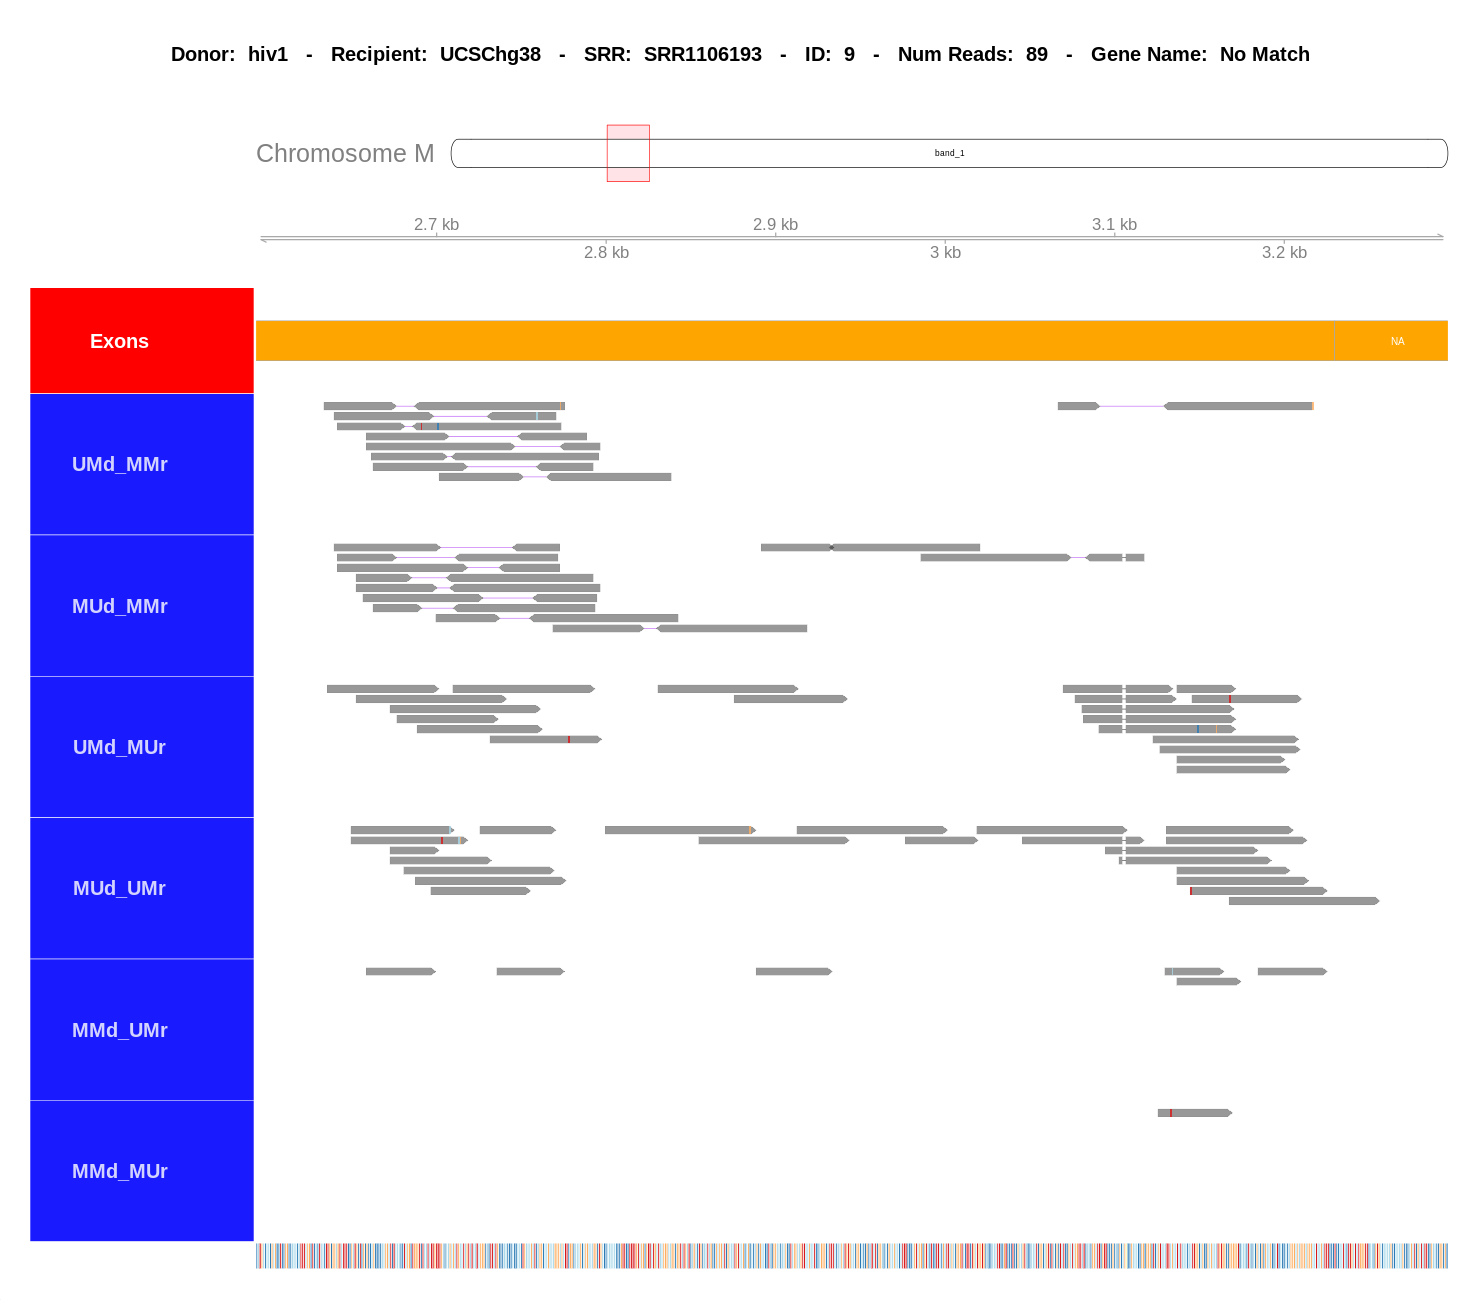 Donor: hiv1 - Recipient: UCSChg38 - SRR: SRR1106193 - ID: 9 - Num Reads: 89 - Gene Name: No Match
Chromosome M
band_1
2.7 kb 2.9 kb 3.1 kb
2.8 kb 3 kb 3.2 kb
Exons
NA
UMd_MMr
MUd_MMr
UMd_MUr
MUd_UMr
MMd_UMr
MMd_MUr